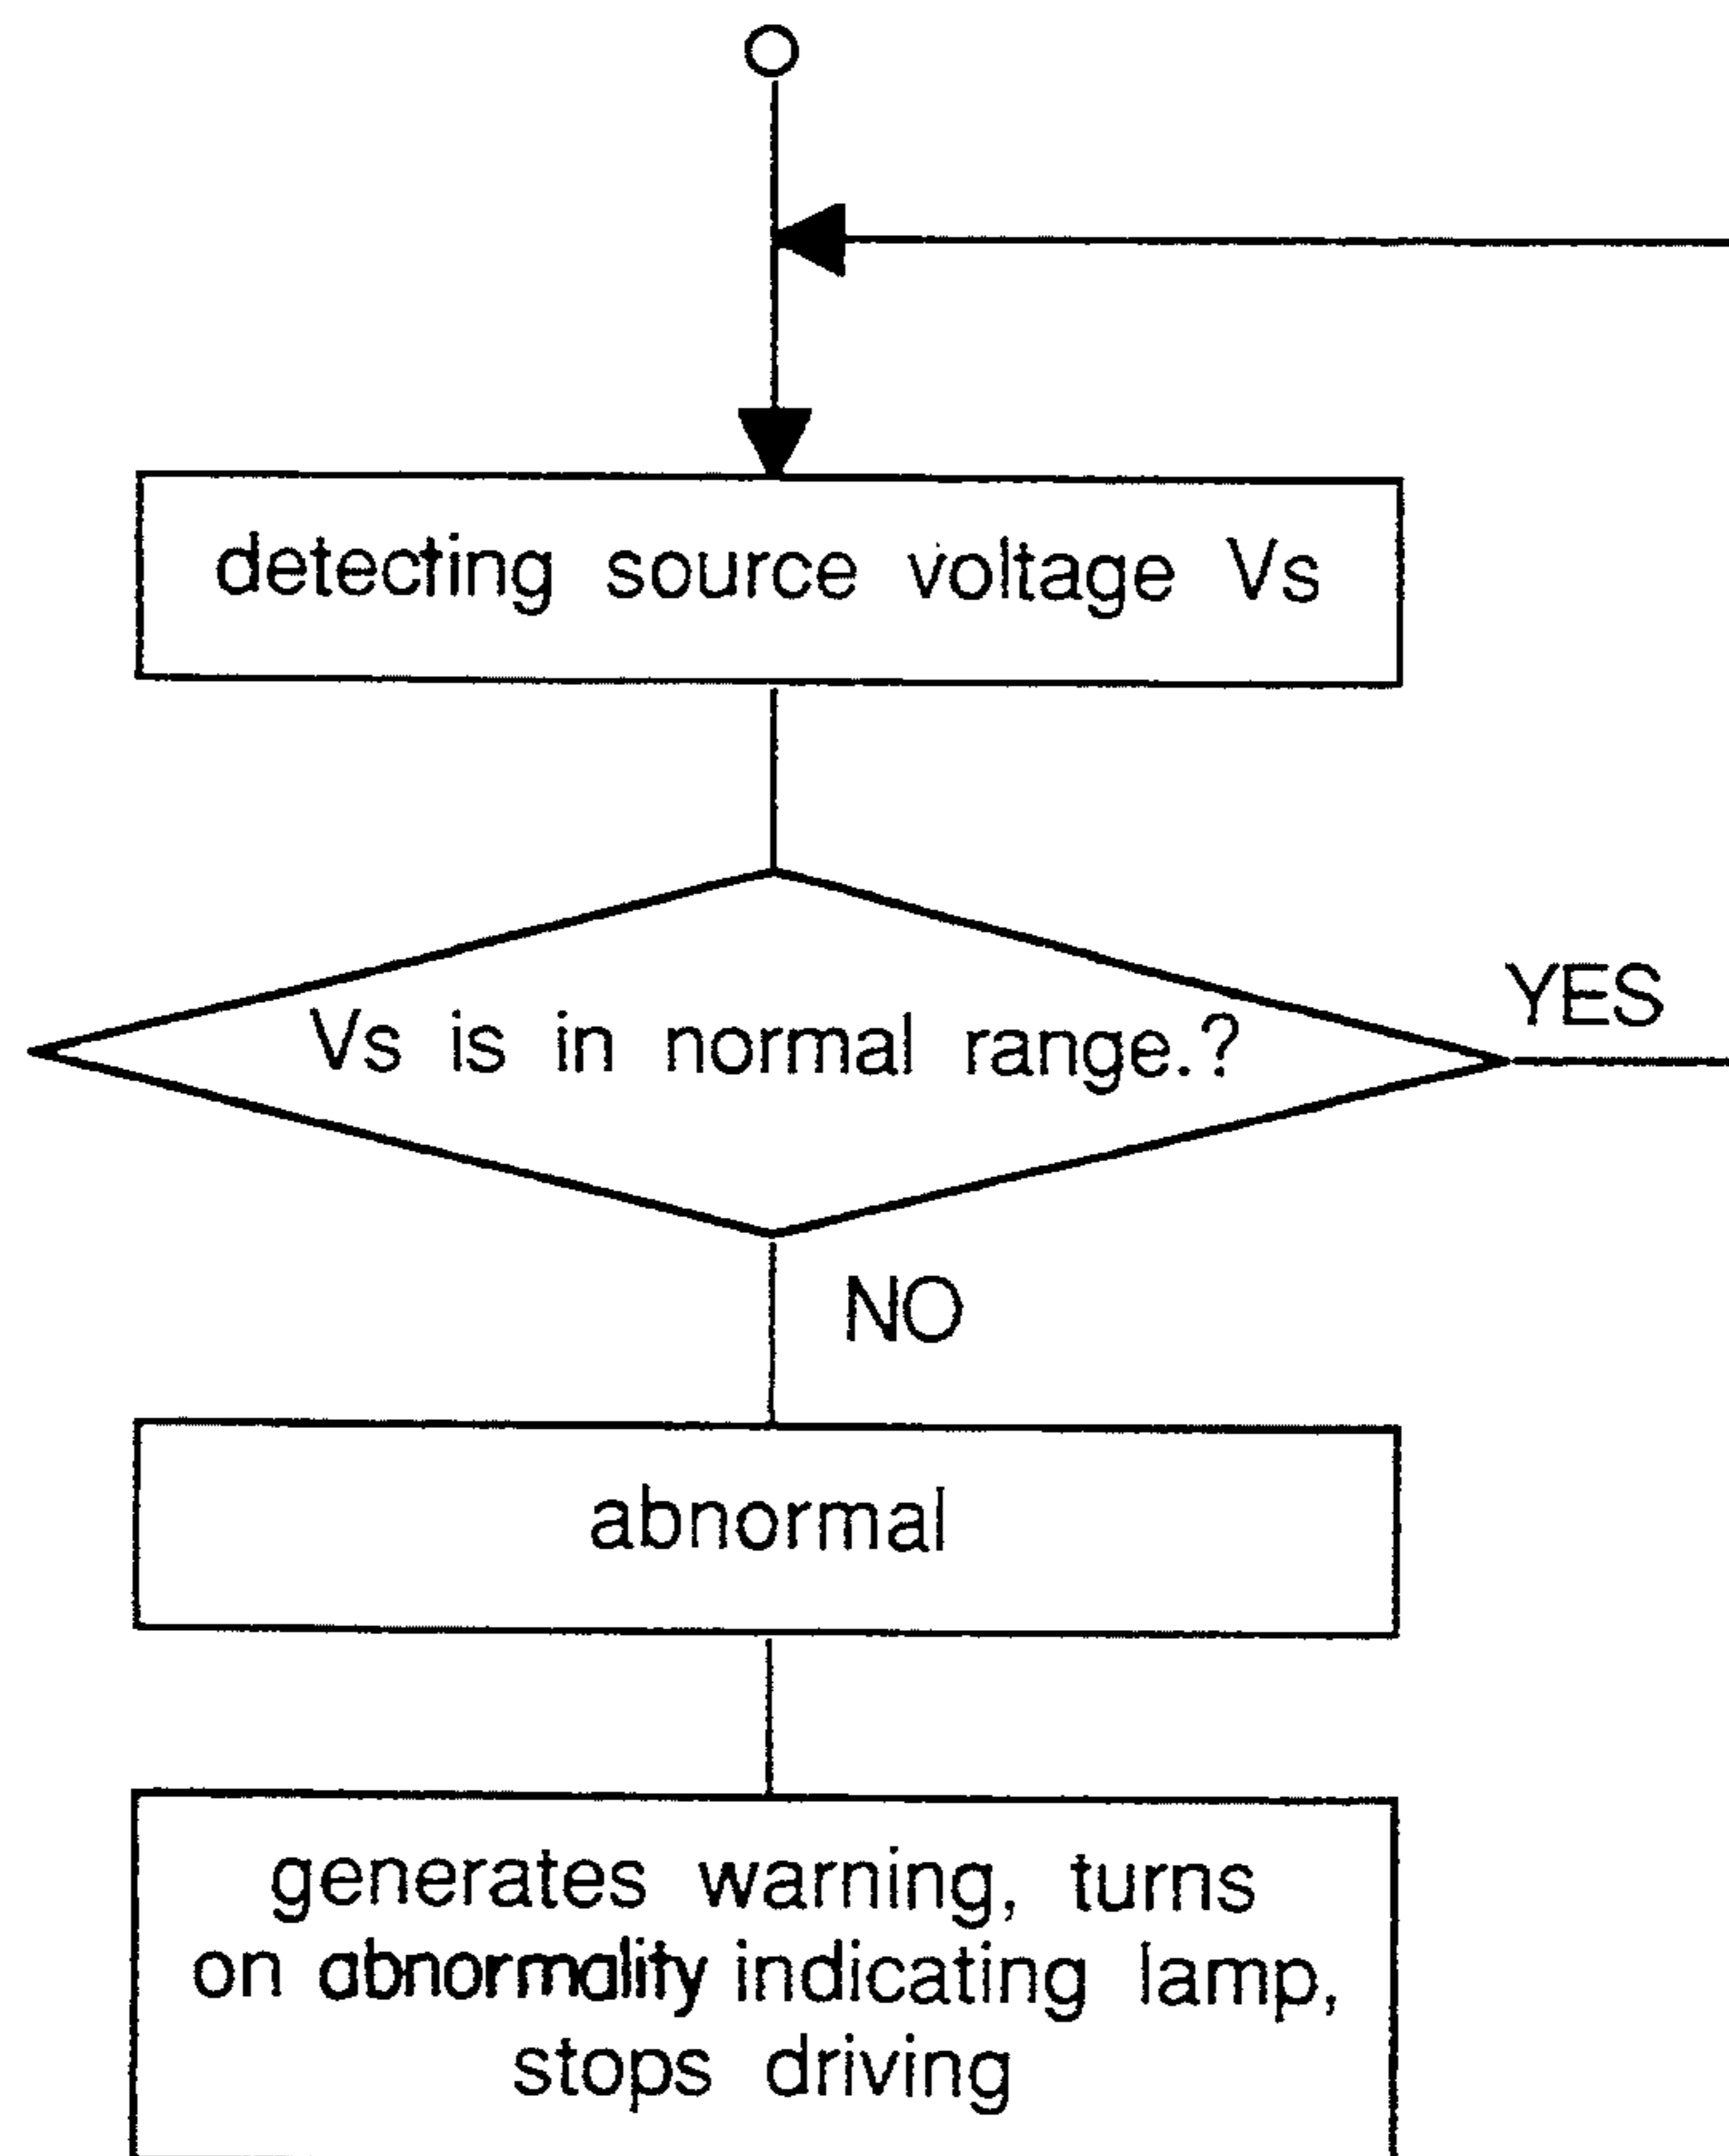 detecting source voltage Vs
Vs is in normal range.?
YES
NO
abnormal
generates warning, turns
on abnormality indicating lamp,
stops driving